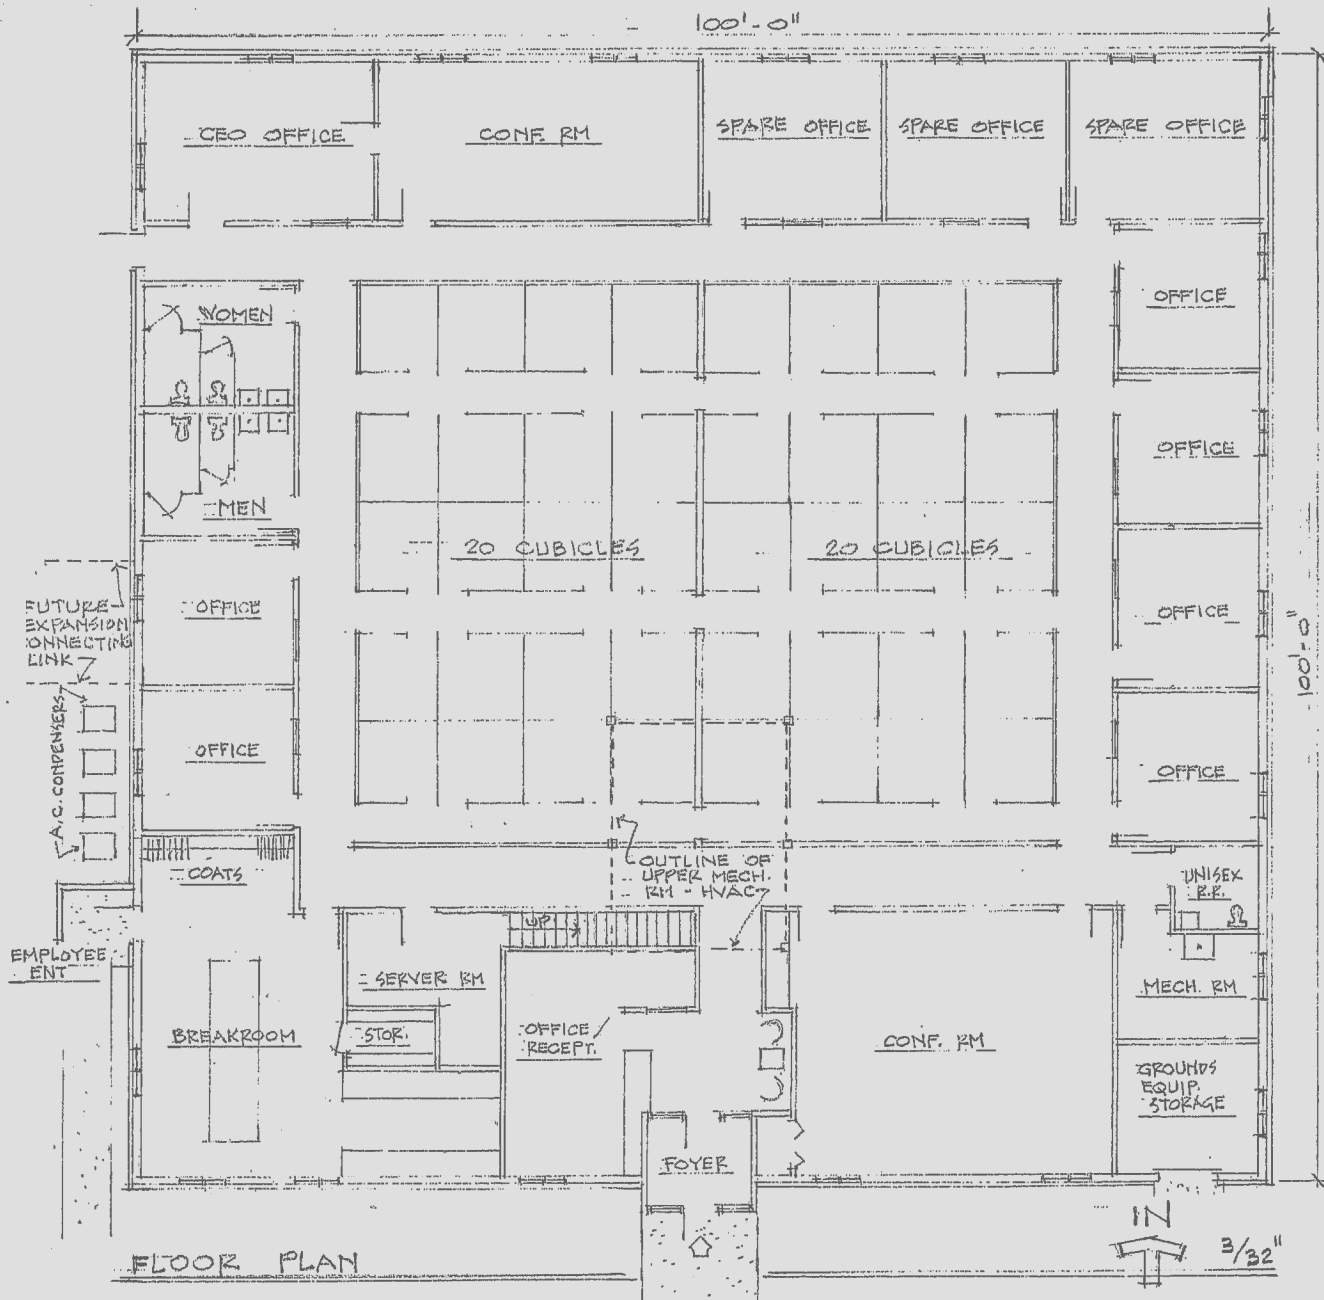 100'-0"
CEO OFFICE
CONF. RM
SPARE OFFICE
SPARE OFFICE
SPARE OFFICE
WOMEN
OFFICE
OFFICE
MEN
20 CUBICLES
20 CUBICLES
FUTURE
EXPANSION
CONNECTING
LINK
OFFICE
OFFICE
100'-0"
A.C. CONDENSERS
OFFICE
OFFICE
COATS
OUTLINE OF
UPPER MECH.
RM - HVAC
UNISEX
R.R.
UP
EMPLOYEE
ENT
SERVER RM
MECH. RM
BREAKROOM
STOR.
OFFICE/
RECEPT.
CONF. RM
GROUNDS
EQUIP.
STORAGE
FOYER
IN
3/32"
FLOOR PLAN